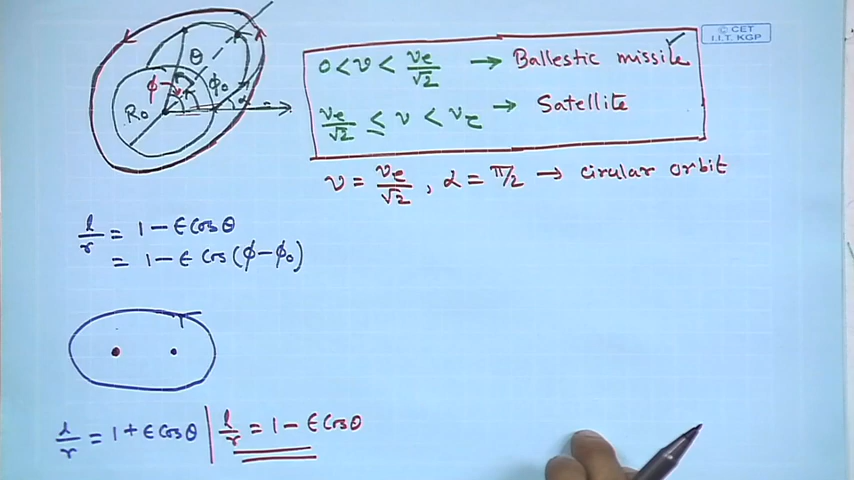 © CET
I.I.T. KGP
θ
ϕ
ϕ₀
R₀
α
0 < v < vₑ/√2 → Ballestic missile
vₑ/√2 ≤ v < vₑ → Satellite
v = vₑ/√2 , α = π/2 → circular orbit
l/r = 1 - ϵ Cos θ
= 1 - ϵ Cos (ϕ - ϕ₀)
l/r = 1 + ϵ Cos θ | l/r = 1 - ϵ Cos θ